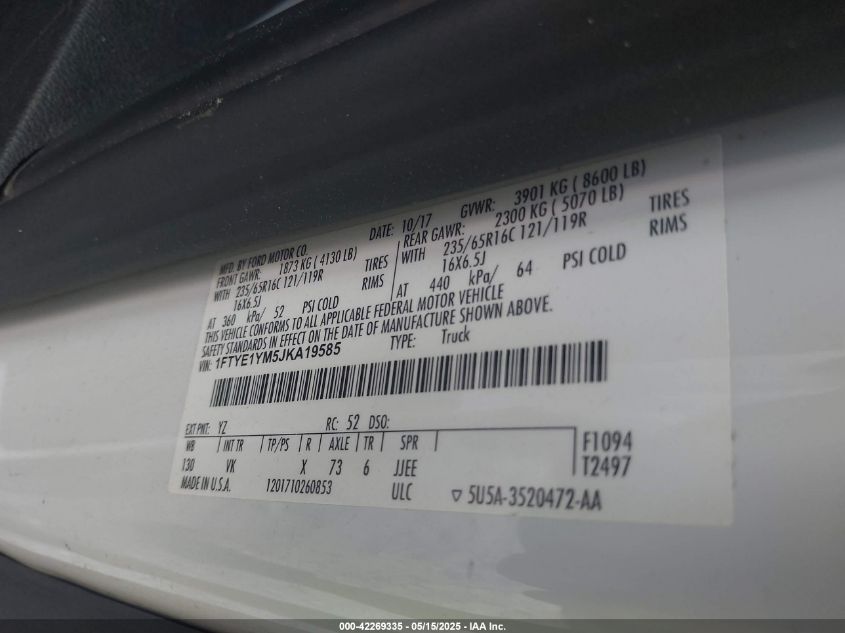 MFD. BY FORD MOTOR CO.
DATE: 10/17 GVWR: 3901 KG ( 8600 LB)
FRONT GAWR: 1873 KG ( 4130 LB)
WITH 235/65R16C 121/119R TIRES
16X6.5J RIMS
AT 360 kPa/ 52 PSI COLD
REAR GAWR: 2300 KG ( 5070 LB)
WITH 235/65R16C 121/119R TIRES
16X6.5J RIMS
AT 440 kPa/ 64 PSI COLD
THIS VEHICLE CONFORMS TO ALL APPLICABLE FEDERAL MOTOR VEHICLE
SAFETY STANDARDS IN EFFECT ON THE DATE OF MANUFACTURE SHOWN ABOVE.
VIN: 1FTYE1YM5JKA19585 TYPE: Truck
EXT PNT: YZ RC: 52 DSO:
WB INT TR TP/PS R AXLE TR SPR F1094
130 VK X 73 6 JJEE T2497
MADE IN U.S.A. 1201710260853 ULC ▽ 5U5A-3520472-AA
000-42269335 - 05/15/2025 - IAA Inc.